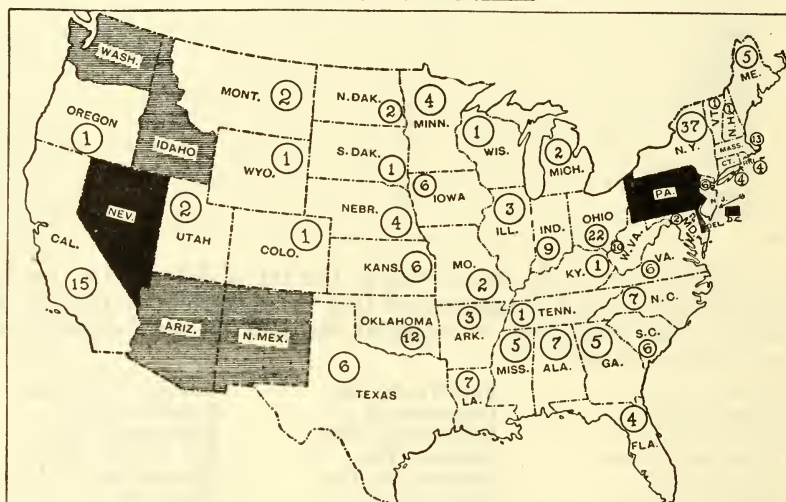 WASH.
MONT. 2
N.DAK. 2
4 MINN.
5 ME.
OREGON 1
IDAHO
WYO. 1
S.DAK. 1
1 WIS.
2 MICH.
37 N.Y.
VT.
N.H.
13
MASS.
CT.
R.I.
4
4
NEV.
2 UTAH
COLO. 1
NEBR. 4
6 IOWA
3 ILL.
IND. 9
OHIO 22
PA.
DEL.
D.C.
CAL. 15
KANS. 6
MO. 2
KY. 1
W.VA. 10
6 VA.
2
ARIZ.
N.MEX.
OKLAHOMA 12
3 ARK.
1 TENN.
7 N.C.
S.C. 6
6 TEXAS
7 LA.
5 MISS.
7 ALA.
5 GA.
4 FLA.